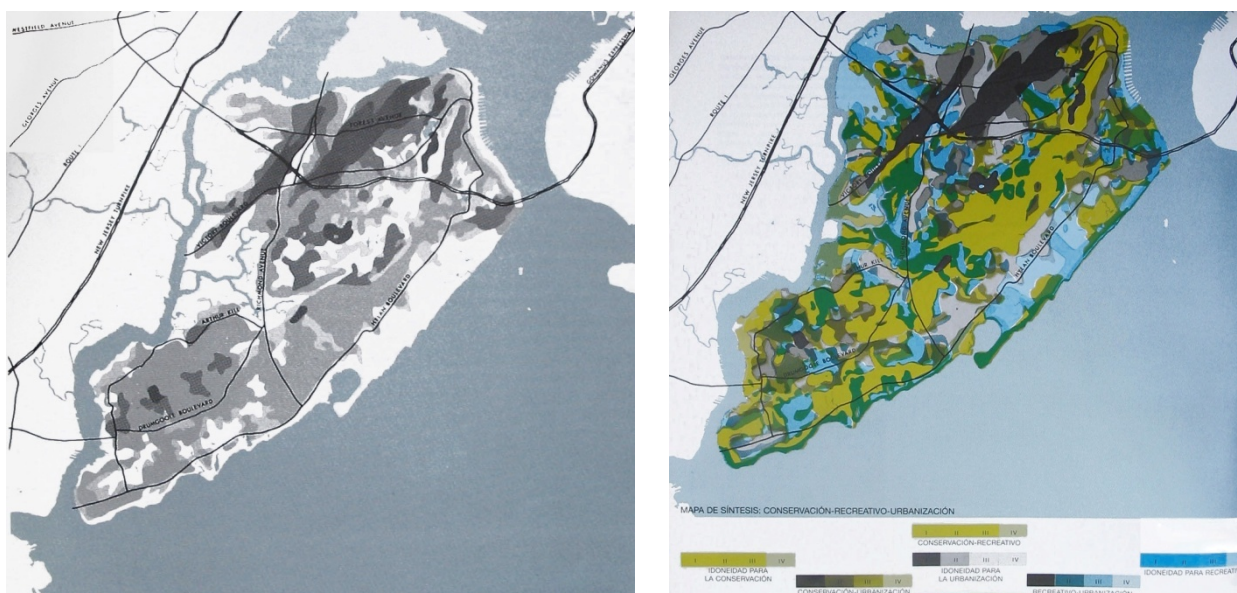 WESTFIELD AVENUE
GEORGES AVENUE
ROUTE 1
NEW JERSEY TURNPIKE
FOREST AVENUE
VICTORY BOULEVARD
RICHMOND AVENUE
HYLAN BOULEVARD
ARTHUR KILL
DRUMGOOLE BOULEVARD
GEORGES AVENUE
ROUTE 1
NEW JERSEY TURNPIKE
HYLAN BOULEVARD
MAPA DE SÍNTESIS: CONSERVACIÓN-RECREATIVO-URBANIZACIÓN
I II III IV
CONSERVACIÓN-RECREATIVO
I II III IV
IDONEIDAD PARA
LA CONSERVACIÓN
I II III IV
IDONEIDAD PARA
LA URBANIZACIÓN
I II III
IDONEIDAD PARA RECREATI
CONSERVACIÓN-URBANIZACIÓN
RECREATIVO-URBANIZACIÓN